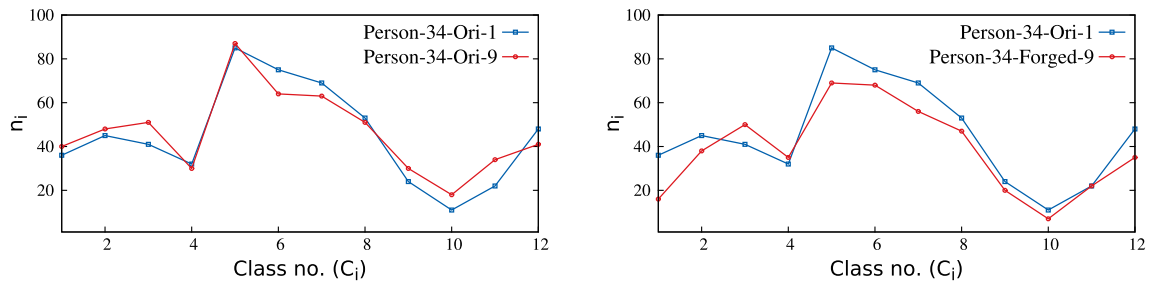 100
80
60
40
20
n_i
2 4 6 8 10 12
Class no. (C_i)
Person-34-Ori-1
Person-34-Ori-9
100
80
60
40
20
n_i
2 4 6 8 10 12
Class no. (C_i)
Person-34-Ori-1
Person-34-Forged-9